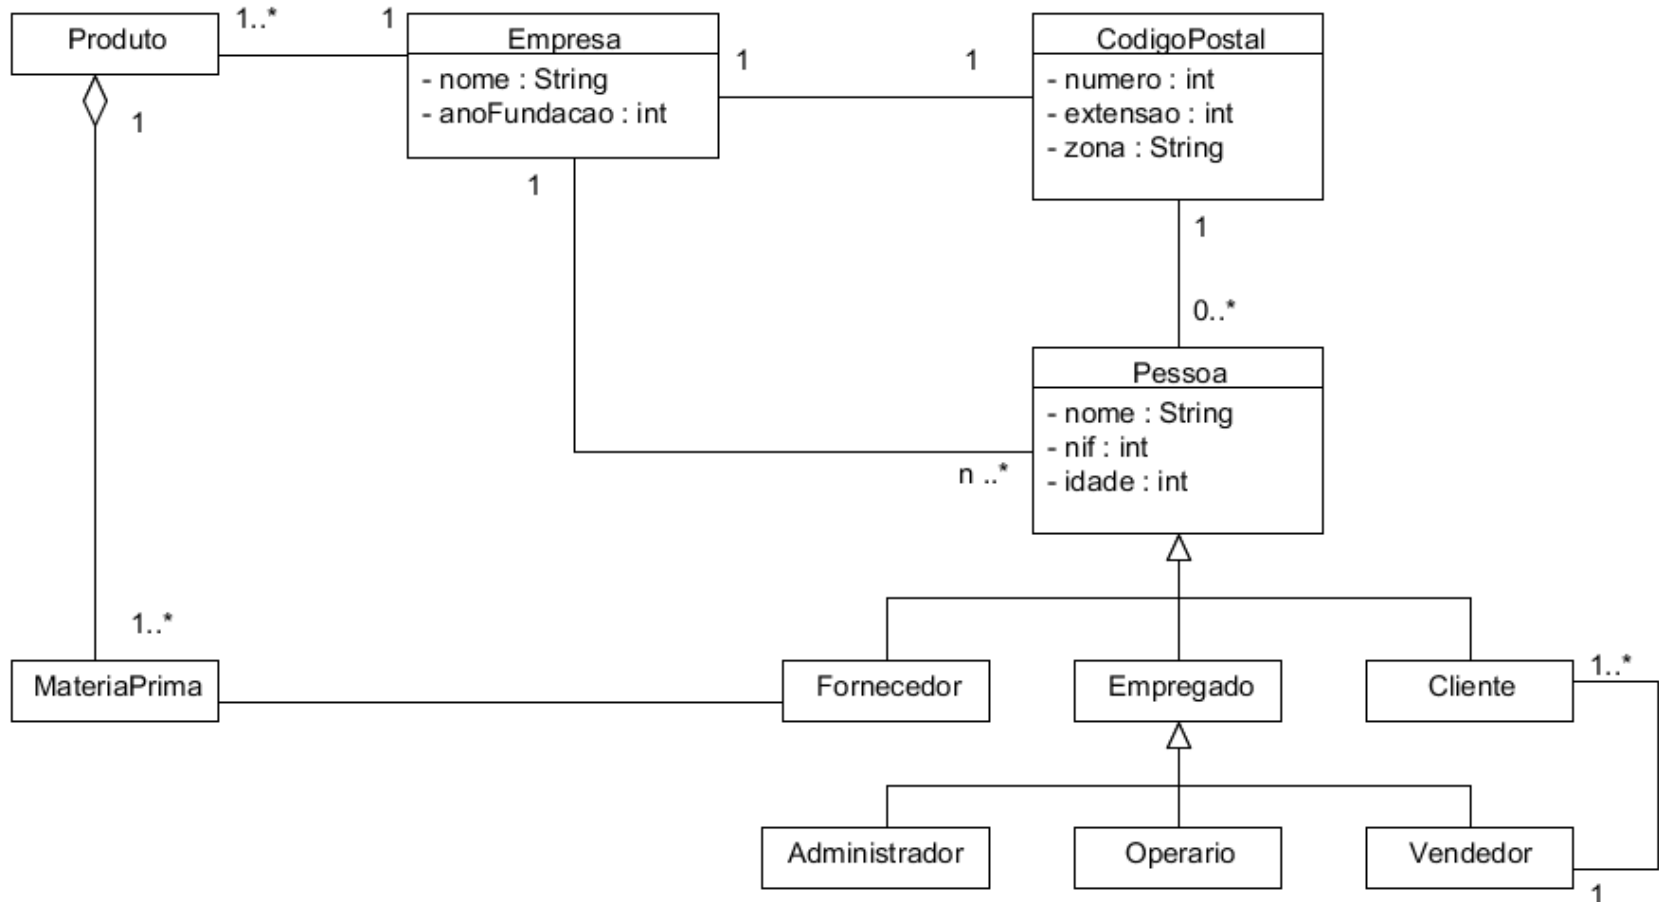 Produto
1..*
1
Empresa
- nome : String
- anoFundacao : int
1
1
CodigoPostal
- numero : int
- extensao : int
- zona : String
1
1
1
0..*
Pessoa
- nome : String
- nif : int
- idade : int
n ..*
1..*
MateriaPrima
Fornecedor
Empregado
Cliente
1..*
Administrador
Operario
Vendedor
1